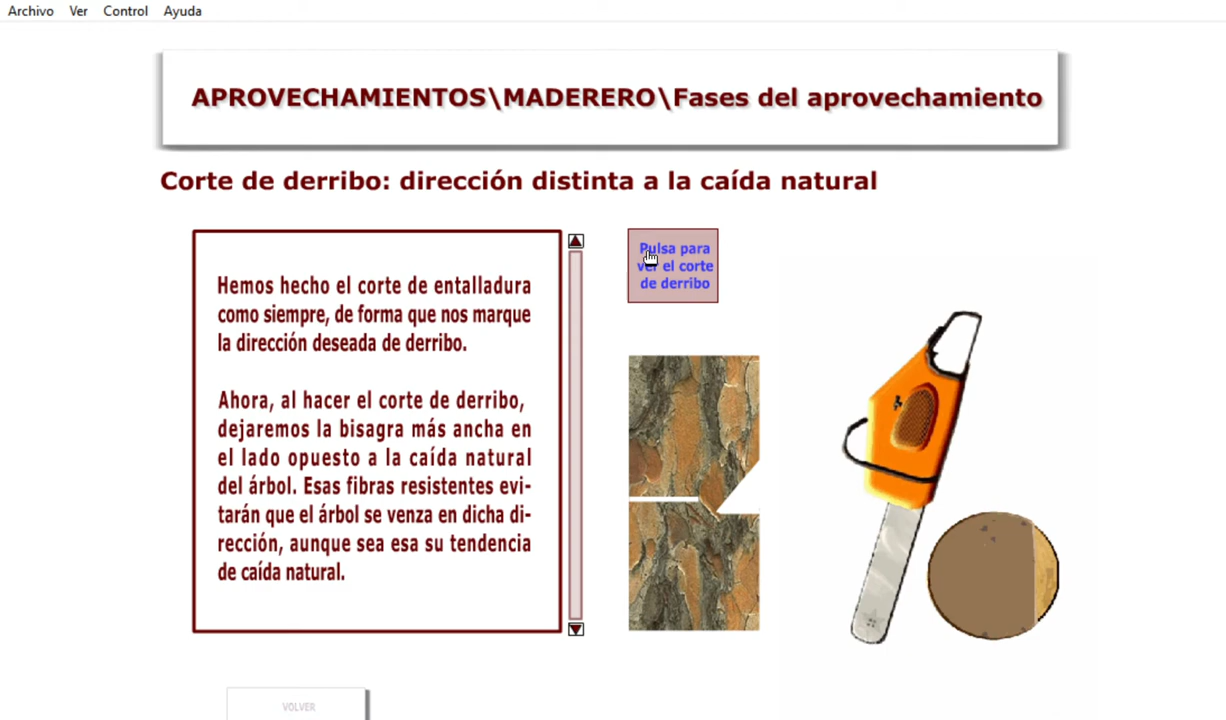 Archivo Ver Control Ayuda
APROVECHAMIENTOS\MADERERO\Fases del aprovechamiento
Corte de derribo: dirección distinta a la caída natural
Hemos hecho el corte de entalladura
como siempre, de forma que nos marque
la dirección deseada de derribo.
Ahora, al hacer el corte de derribo,
dejaremos la bisagra más ancha en
el lado opuesto a la caída natural
del árbol. Esas fibras resistentes evi-
tarán que el árbol se venza en dicha di-
rección, aunque sea esa su tendencia
de caída natural.
Pulsa para
ver el corte
de derribo
VOLVER